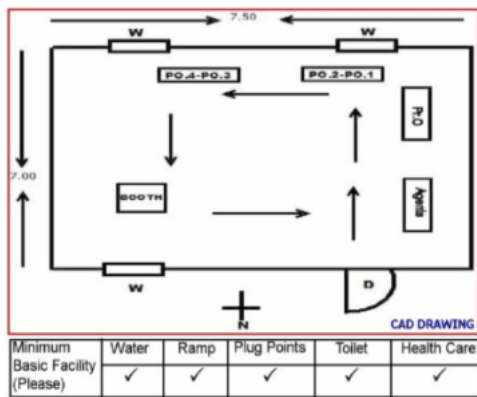 7.50
W W
PO.4-PO.3 PO.2-PO.1
Pr.O
7.00
Agents
BOOTH
W D
N
CAD DRAWING
Minimum Basic Facility (Please) Water Ramp Plug Points Toilet Health Care
✓ ✓ ✓ ✓ ✓